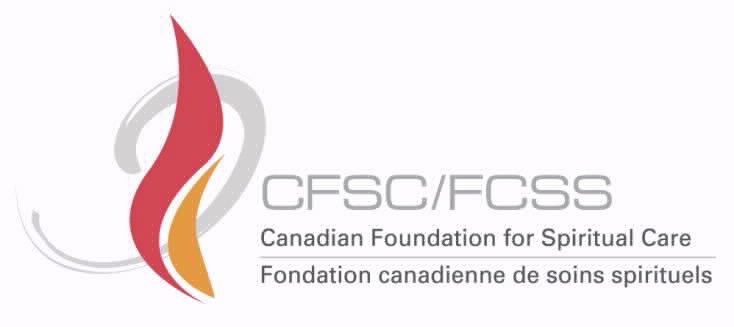 CFSC/FCSS
Canadian Foundation for Spiritual Care
Fondation canadienne de soins spirituels